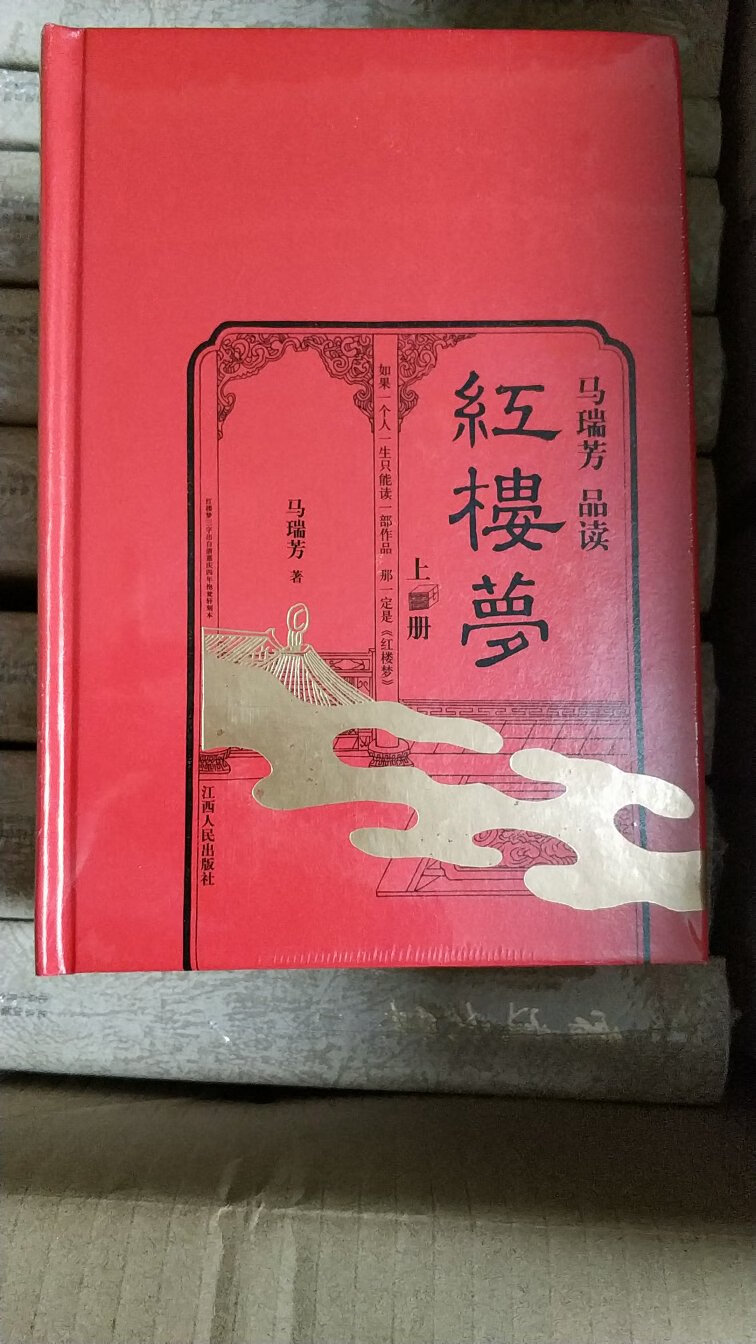 马瑞芳 品读
紅樓夢
上册
如果一个人一生只能读一部作品 那一定是《红楼梦》
马瑞芳 著
江西人民出版社